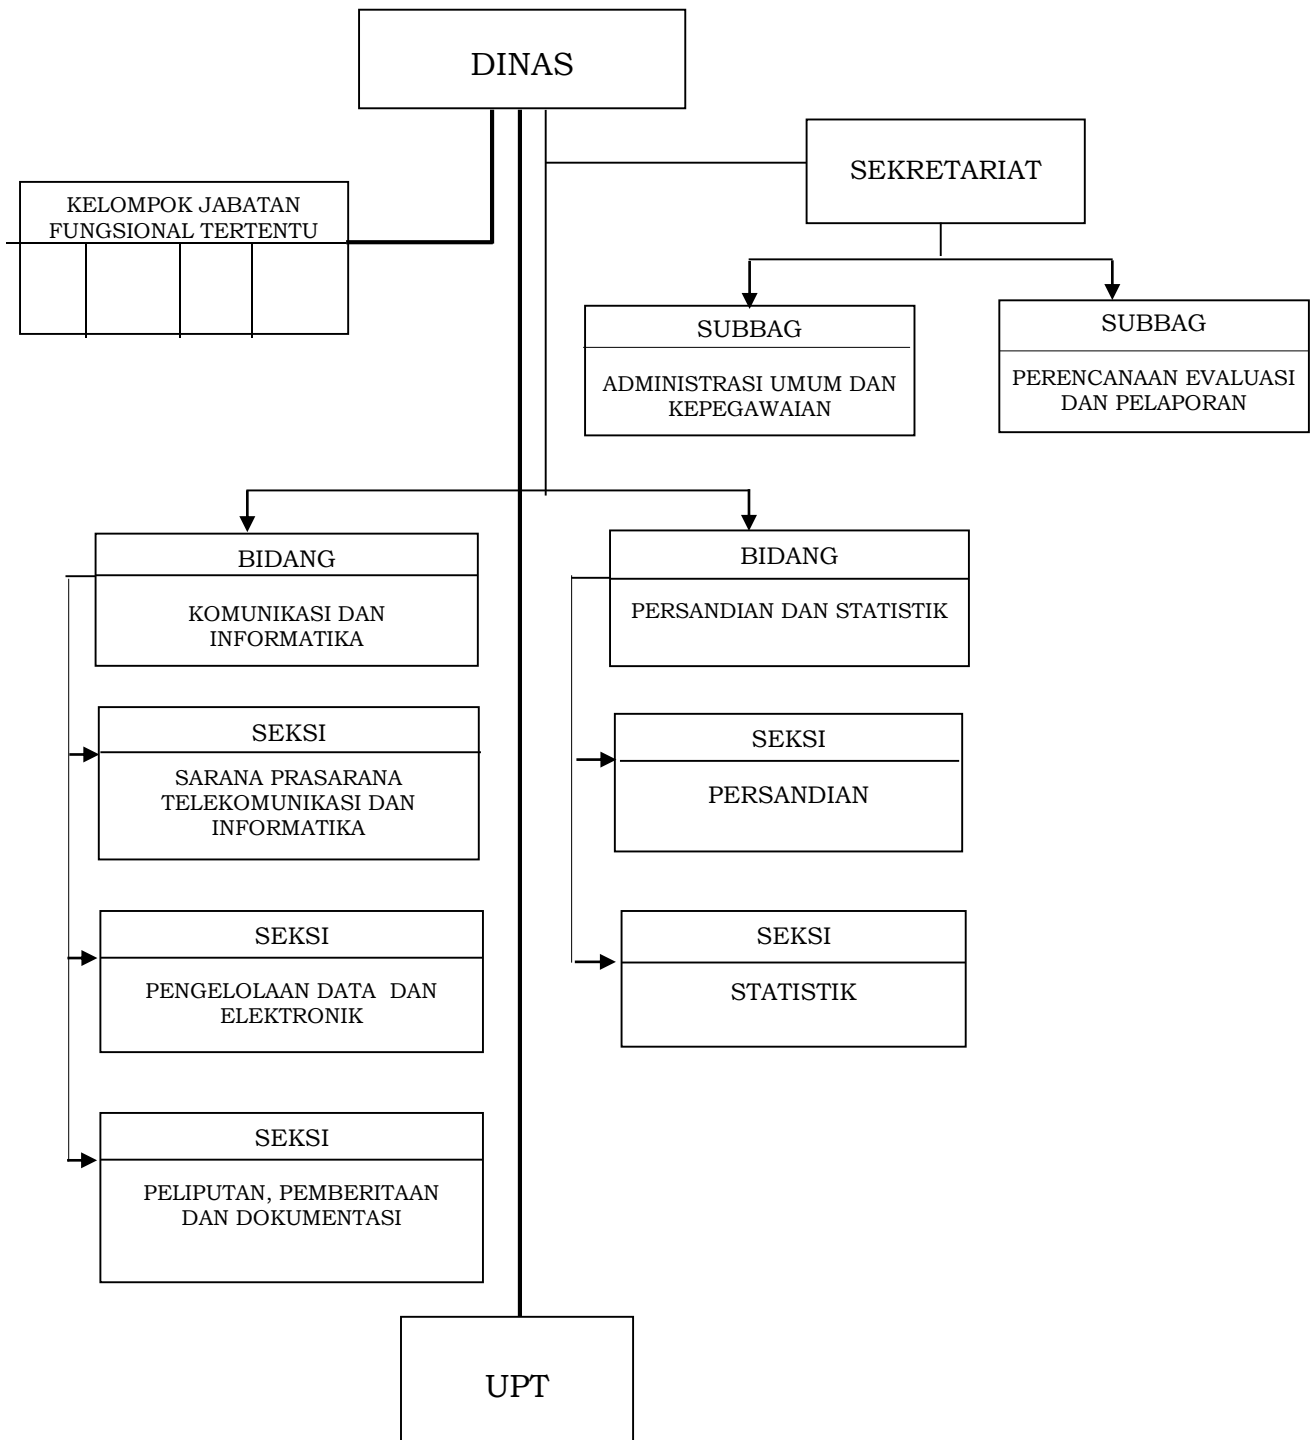 DINAS
SEKRETARIAT
KELOMPOK JABATAN
FUNGSIONAL TERTENTU
SUBBAG
ADMINISTRASI UMUM DAN
KEPEGAWAIAN
SUBBAG
PERENCANAAN EVALUASI
DAN PELAPORAN
BIDANG
KOMUNIKASI DAN
INFORMATIKA
BIDANG
PERSANDIAN DAN STATISTIK
SEKSI
SARANA PRASARANA
TELEKOMUNIKASI DAN
INFORMATIKA
SEKSI
PERSANDIAN
SEKSI
PENGELOLAAN DATA  DAN
ELEKTRONIK
SEKSI
STATISTIK
SEKSI
PELIPUTAN, PEMBERITAAN
DAN DOKUMENTASI
UPT